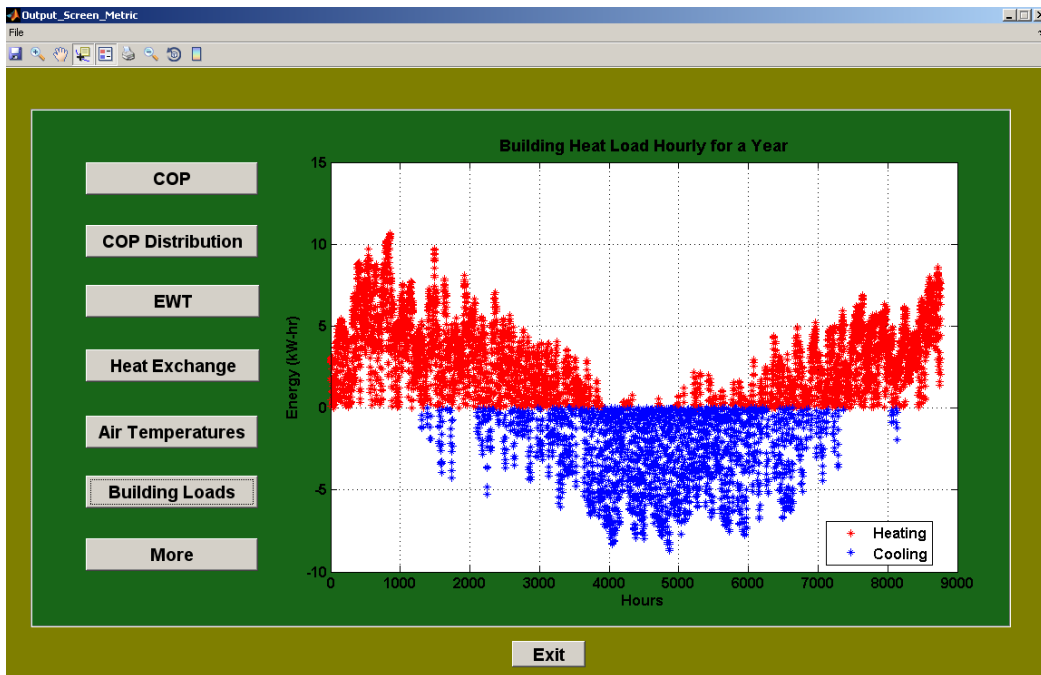 Output_Screen_Metric
File
COP
COP Distribution
EWT
Heat Exchange
Air Temperatures
Building Loads
More
Building Heat Load Hourly for a Year
Energy (kW-hr)
15
10
5
0
-5
-10
0 1000 2000 3000 4000 5000 6000 7000 8000 9000
Hours
Heating
Cooling
Exit